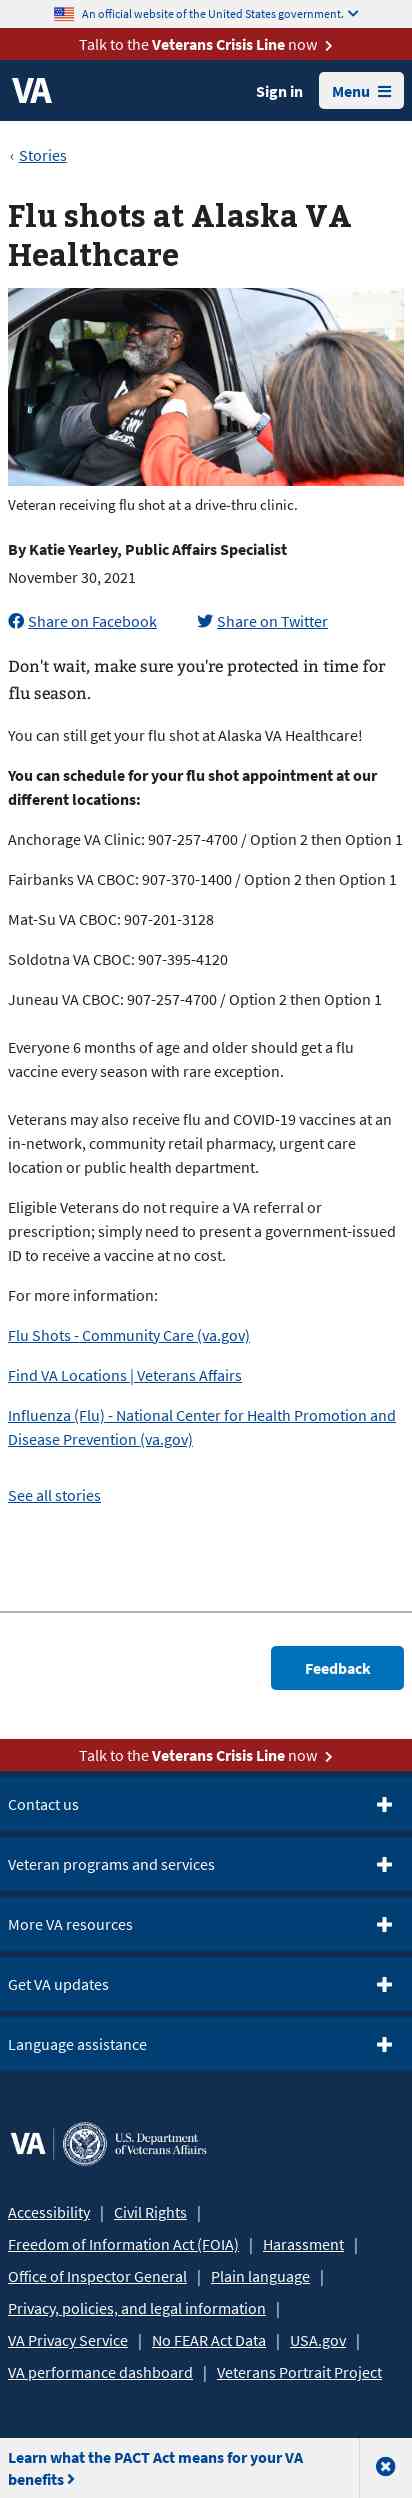 An official website of the United States government.
Talk to the Veterans Crisis Line now
VA
Sign in
Menu
‹ Stories
Flu shots at Alaska VA
Healthcare
Veteran receiving flu shot at a drive-thru clinic.
By Katie Yearley, Public Affairs Specialist
November 30, 2021
Share on Facebook
Share on Twitter
Don't wait, make sure you're protected in time for
flu season.
You can still get your flu shot at Alaska VA Healthcare!
You can schedule for your flu shot appointment at our
different locations:
Anchorage VA Clinic: 907-257-4700 / Option 2 then Option 1
Fairbanks VA CBOC: 907-370-1400 / Option 2 then Option 1
Mat-Su VA CBOC: 907-201-3128
Soldotna VA CBOC: 907-395-4120
Juneau VA CBOC: 907-257-4700 / Option 2 then Option 1
Everyone 6 months of age and older should get a flu
vaccine every season with rare exception.
Veterans may also receive flu and COVID-19 vaccines at an
in-network, community retail pharmacy, urgent care
location or public health department.
Eligible Veterans do not require a VA referral or
prescription; simply need to present a government-issued
ID to receive a vaccine at no cost.
For more information:
Flu Shots - Community Care (va.gov)
Find VA Locations | Veterans Affairs
Influenza (Flu) - National Center for Health Promotion and
Disease Prevention (va.gov)
See all stories
Feedback
Talk to the Veterans Crisis Line now
Contact us
Veteran programs and services
More VA resources
Get VA updates
Language assistance
VA
U.S. Department
of Veterans Affairs
Accessibility | Civil Rights |
Freedom of Information Act (FOIA) | Harassment |
Office of Inspector General | Plain language |
Privacy, policies, and legal information |
VA Privacy Service | No FEAR Act Data | USA.gov |
VA performance dashboard | Veterans Portrait Project
Learn what the PACT Act means for your VA
benefits